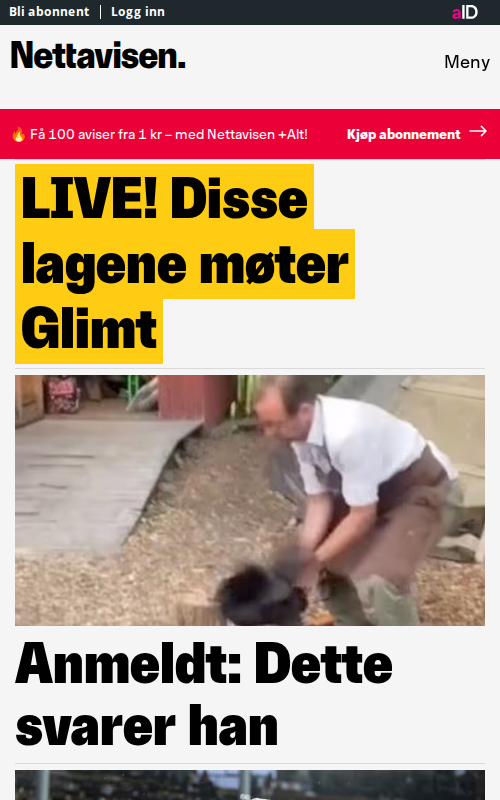 Bli abonnent | Logg inn
aID
Nettavisen.
Meny
🔥 Få 100 aviser fra 1 kr – med Nettavisen +Alt!
Kjøp abonnement →
LIVE! Disse
lagene møter
Glimt
Anmeldt: Dette
svarer han